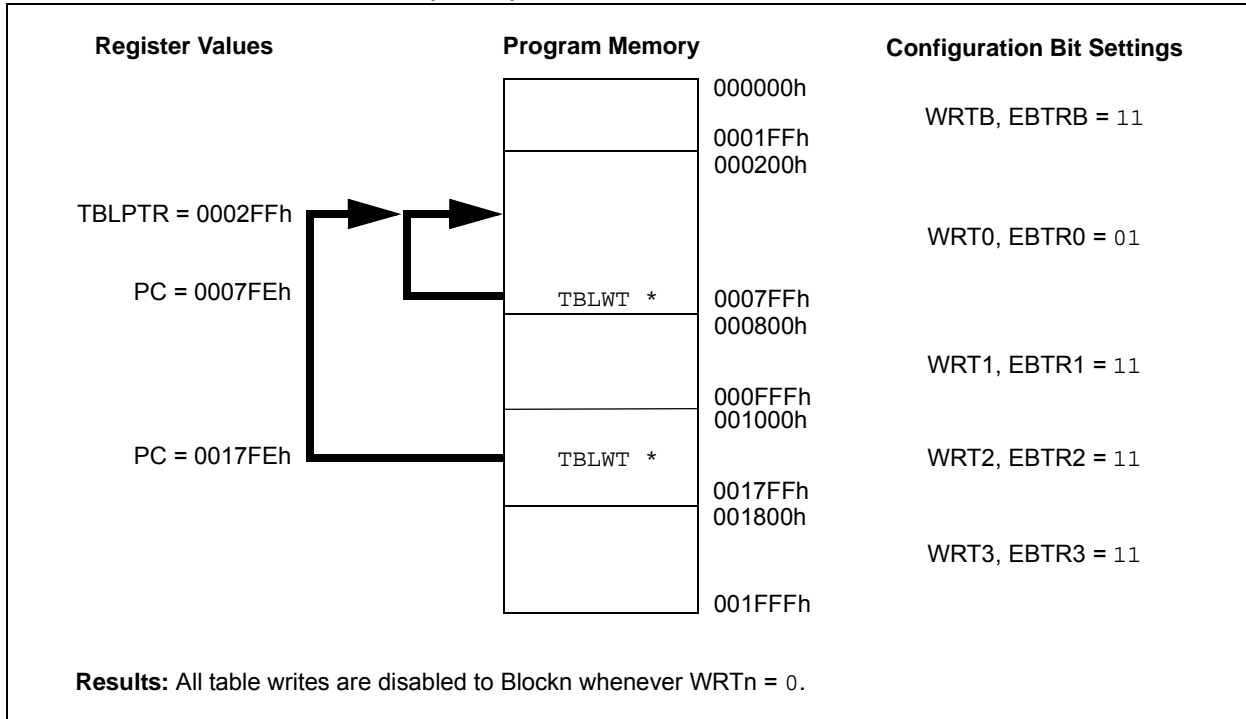 Register Values
Program Memory
Configuration Bit Settings
000000h
WRTB, EBTRB = 11
0001FFh
000200h
TBLPTR = 0002FFh
WRT0, EBTR0 = 01
PC = 0007FEh
TBLWT *
0007FFh
000800h
WRT1, EBTR1 = 11
000FFFh
001000h
PC = 0017FEh
TBLWT *
WRT2, EBTR2 = 11
0017FFh
001800h
WRT3, EBTR3 = 11
001FFFh
Results: All table writes are disabled to Blockn whenever WRTn = 0.